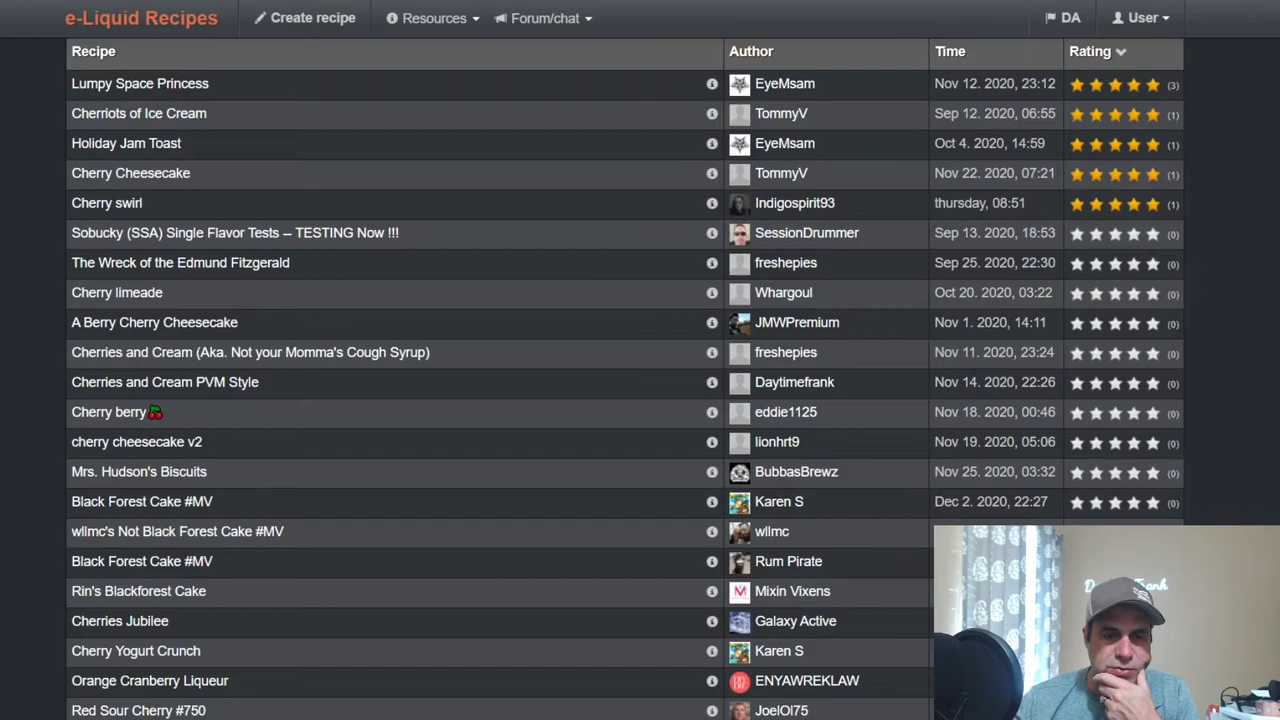 e-Liquid Recipes Create recipe Resources Forum/chat DA User
Recipe Author Time Rating
Lumpy Space Princess EyeMsam Nov 12. 2020, 23:12 (3)
Cherriots of Ice Cream TommyV Sep 12. 2020, 06:55 (1)
Holiday Jam Toast EyeMsam Oct 4. 2020, 14:59 (1)
Cherry Cheesecake TommyV Nov 22. 2020, 07:21 (1)
Cherry swirl Indigospirit93 thursday, 08:51 (1)
Sobucky (SSA) Single Flavor Tests – TESTING Now !!! SessionDrummer Sep 13. 2020, 18:53 (0)
The Wreck of the Edmund Fitzgerald freshepies Sep 25. 2020, 22:30 (0)
Cherry limeade Whargoul Oct 20. 2020, 03:22 (0)
A Berry Cherry Cheesecake JMWPremium Nov 1. 2020, 14:11 (0)
Cherries and Cream (Aka. Not your Momma's Cough Syrup) freshepies Nov 11. 2020, 23:24 (0)
Cherries and Cream PVM Style Daytimefrank Nov 14. 2020, 22:26 (0)
Cherry berry🍒 eddie1125 Nov 18. 2020, 00:46 (0)
cherry cheesecake v2 lionhrt9 Nov 19. 2020, 05:06 (0)
Mrs. Hudson's Biscuits BubbasBrewz Nov 25. 2020, 03:32 (0)
Black Forest Cake #MV Karen S Dec 2. 2020, 22:27 (0)
wllmc's Not Black Forest Cake #MV wllmc
Black Forest Cake #MV Rum Pirate
Rin's Blackforest Cake Mixin Vixens
Cherries Jubilee Galaxy Active
Cherry Yogurt Crunch Karen S
Orange Cranberry Liqueur ENYAWREKLAW
Red Sour Cherry #750 JoelOl75